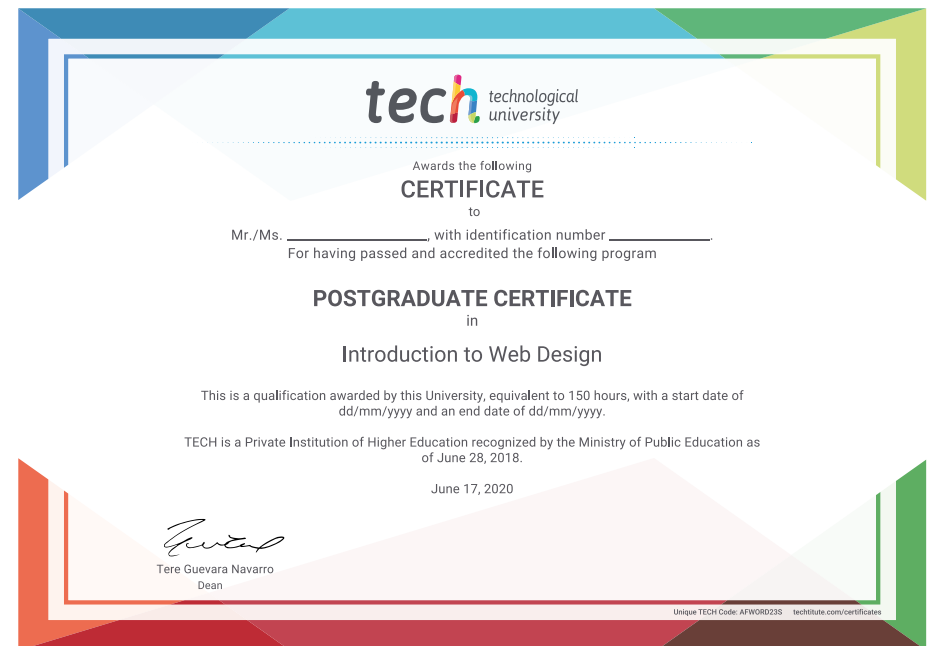 tech technological
university
Awards the following
CERTIFICATE
to
Mr./Ms. ____________________, with identification number ______________.
For having passed and accredited the following program
POSTGRADUATE CERTIFICATE
in
Introduction to Web Design
This is a qualification awarded by this University, equivalent to 150 hours, with a start date of
dd/mm/yyyy and an end date of dd/mm/yyyy.
TECH is a Private Institution of Higher Education recognized by the Ministry of Public Education as
of June 28, 2018.
June 17, 2020
Tere Guevara Navarro
Dean
Unique TECH Code: AFWORD23S techtitute.com/certificates